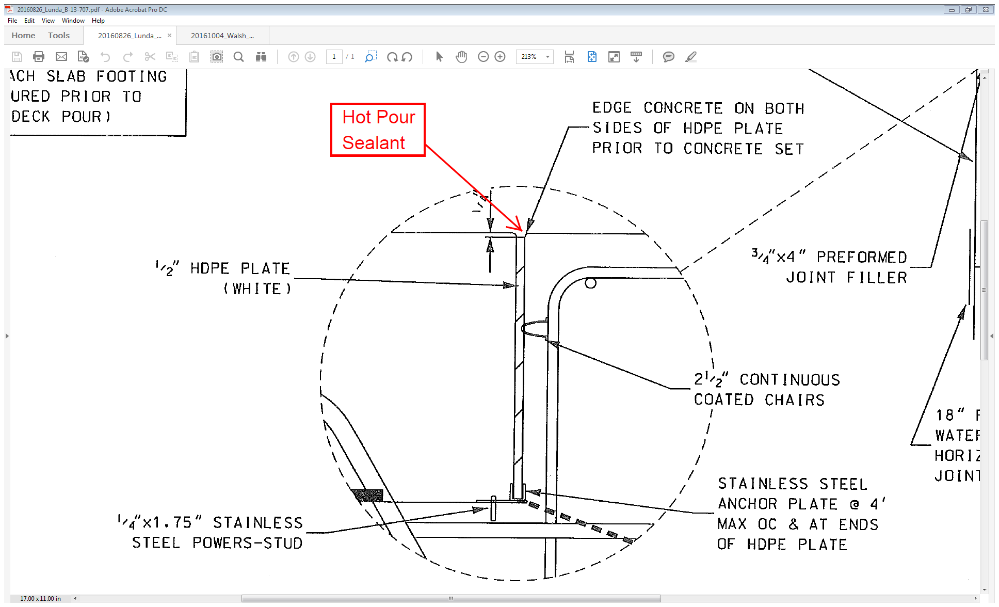 20160826_Lunda_B-13-707.pdf - Adobe Acrobat Pro DC
File Edit View Window Help
Home Tools 20160826_Lunda_... × 20161004_Walsh_...
1 / 1 213%
ACH SLAB FOOTING
URED PRIOR TO
DECK POUR)
Hot Pour
Sealant
EDGE CONCRETE ON BOTH
SIDES OF HDPE PLATE
PRIOR TO CONCRETE SET
1/2" HDPE PLATE
(WHITE)
3/4"x4" PREFORMED
JOINT FILLER
2 1/2" CONTINUOUS
COATED CHAIRS
18"
WATER
HORIZ
JOINT
STAINLESS STEEL
ANCHOR PLATE @ 4'
MAX OC & AT ENDS
OF HDPE PLATE
1/4"x1.75" STAINLESS
STEEL POWERS-STUD
17.00 x 11.00 in